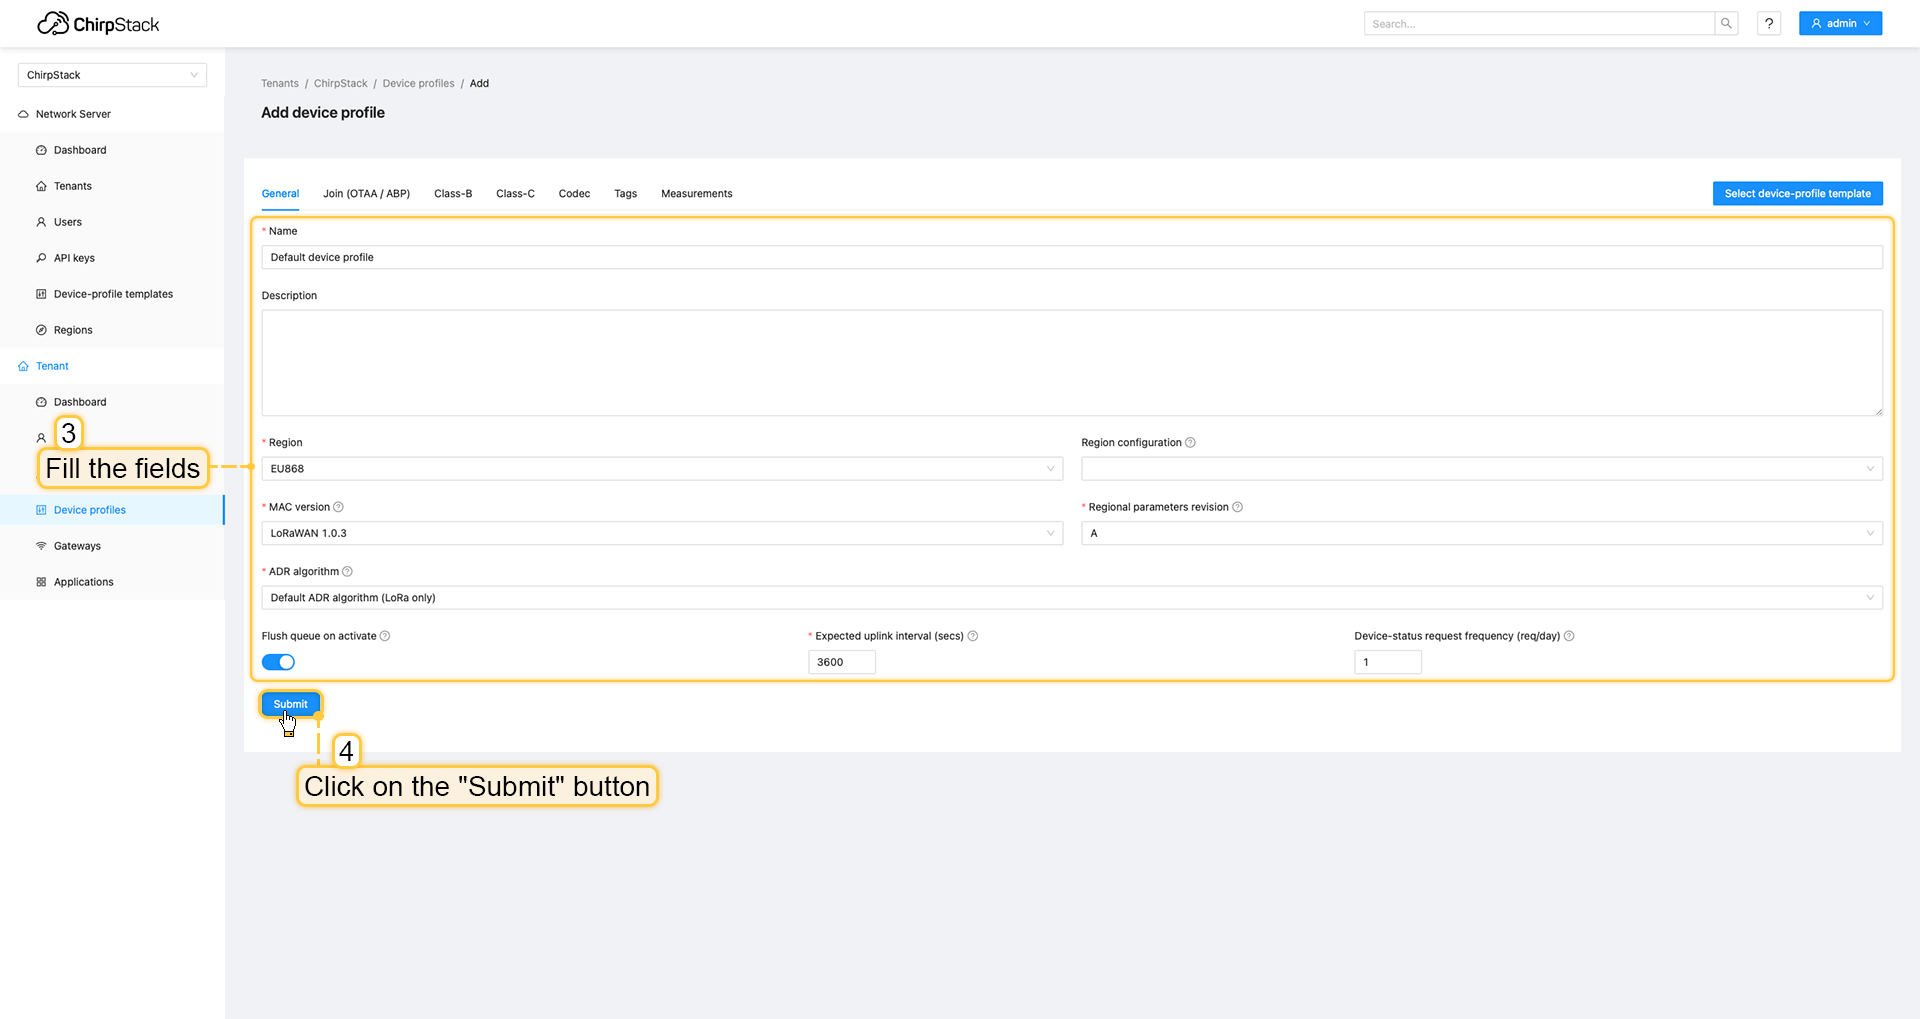 ChirpStack
Search...
?
admin
ChirpStack
Network Server
Dashboard
Tenants
Users
API keys
Device-profile templates
Regions
Tenant
Dashboard
3
Fill the fields
Device profiles
Gateways
Applications
Tenants / ChirpStack / Device profiles / Add
Add device profile
General Join (OTAA / ABP) Class-B Class-C Codec Tags Measurements
Select device-profile template
* Name
Default device profile
Description
* Region
Region configuration ?
EU868
* MAC version ?
* Regional parameters revision ?
LoRaWAN 1.0.3
A
* ADR algorithm ?
Default ADR algorithm (LoRa only)
Flush queue on activate ?
* Expected uplink interval (secs) ?
Device-status request frequency (req/day) ?
3600
1
Submit
4
Click on the "Submit" button